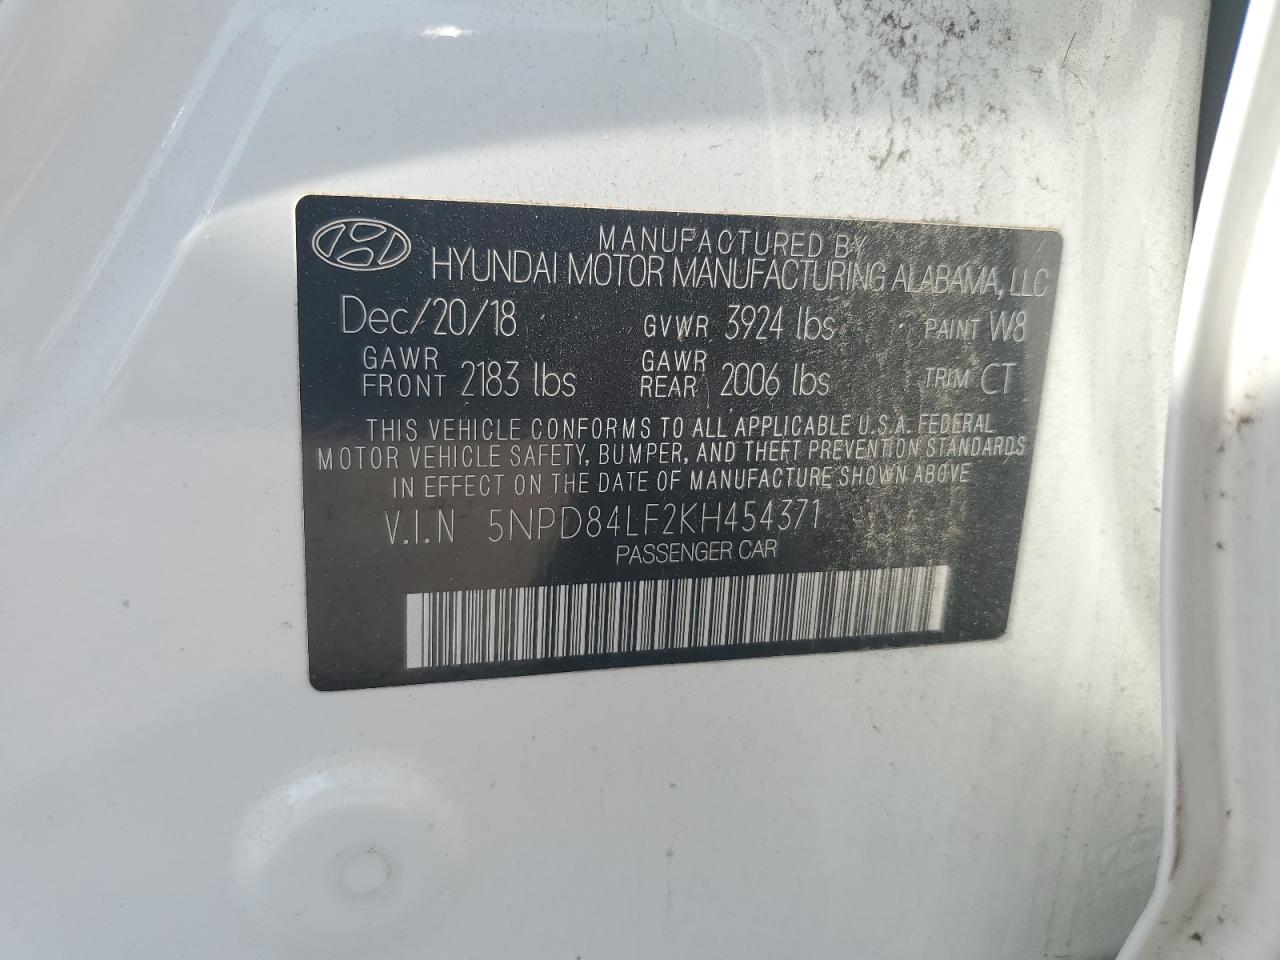 MANUFACTURED BY
HYUNDAI MOTOR MANUFACTURING ALABAMA, LLC
Dec/20/18 GVWR 3924 lbs PAINT W8
GAWR FRONT 2183 lbs GAWR REAR 2006 lbs TRIM CT
THIS VEHICLE CONFORMS TO ALL APPLICABLE U.S.A. FEDERAL
MOTOR VEHICLE SAFETY, BUMPER, AND THEFT PREVENTION STANDARDS
IN EFFECT ON THE DATE OF MANUFACTURE SHOWN ABOVE
V.I.N 5NPD84LF2KH454371
PASSENGER CAR